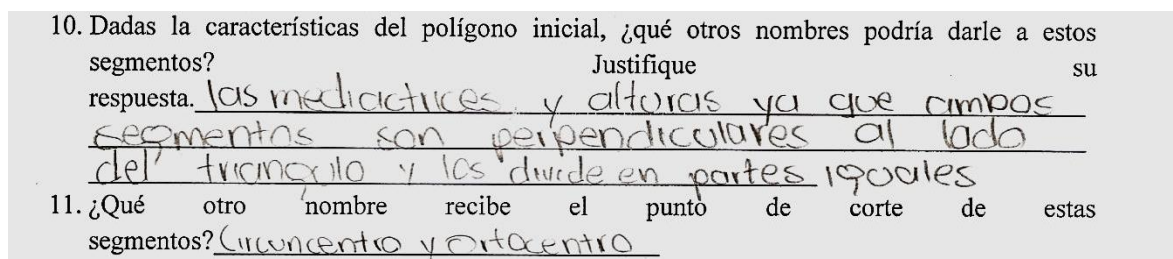 10. Dadas la características del polígono inicial, ¿qué otros nombres podría darle a estos
segmentos? Justifique su
respuesta. las mediactrices y alturas ya que ambos
segmentos son perpendiculares al lado
del triangulo y los divide en partes iguales
11. ¿Qué otro nombre recibe el punto de corte de estas
segmentos? Circuncentro y Ortocentro